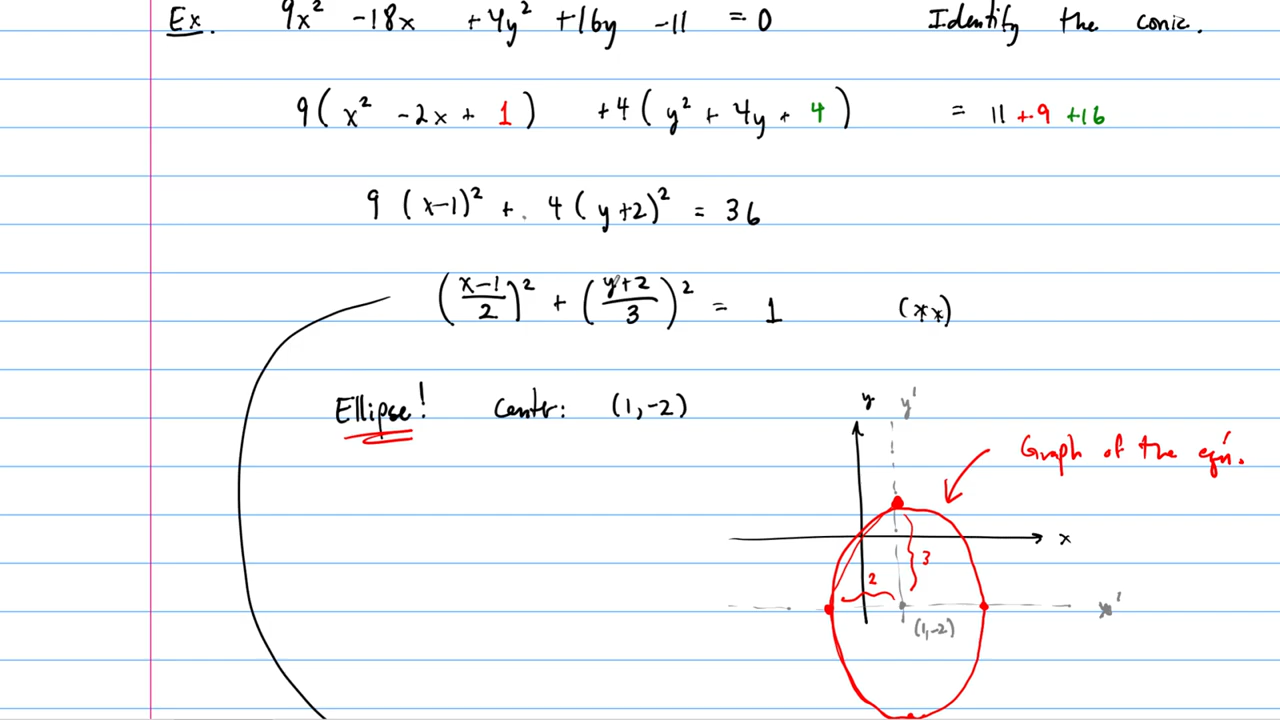 Ex. 9x² -18x +4y² +16y -11 = 0 Identify the conic.
9(x² -2x + 1) +4(y² + 4y + 4) = 11 +9 +16
9 (x-1)² + 4(y+2)² = 36
((x-1)/2)² + ((y+2)/3)² = 1 (**)
Ellipse! Center: (1,-2)
y y'
Graph of the eqn.
x
3
2
x'
(1,-2)